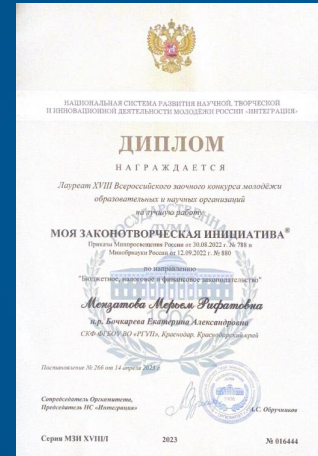 НАЦИОНАЛЬНАЯ СИСТЕМА РАЗВИТИЯ НАУЧНОЙ, ТВОРЧЕСКОЙ
И ИННОВАЦИОННОЙ ДЕЯТЕЛЬНОСТИ МОЛОДЁЖИ РОССИИ «ИНТЕГРАЦИЯ»
ДИПЛОМ
НАГРАЖДАЕТСЯ
Лауреат XVIII Всероссийского заочного конкурса молодёжи
образовательных и научных организаций
на лучшую работу
МОЯ ЗАКОНОТВОРЧЕСКАЯ ИНИЦИАТИВА®
Приказы Минпросвещения России от 30.08.2022 г. № 788 и
Минобрнауки России от 12.09.2022 г. № 880
по направлению
"Бюджетное, налоговое и финансовое законодательство"
Мензатова Мерьем Рифатовна
н.р. Бочкарева Екатерина Александровна
СКФ ФГБОУ ВО «РГУП», Краснодар, Краснодарский край
Постановление № 266 от 14 апреля 2023 г.
Сопредседатель Оргкомитета,
Председатель НС «Интеграция»
А.С. Обручников
Серия МЗИ XVIII/I
2023
№ 016444
ГОСУДАРСТВЕННАЯ
ДУМА
1906